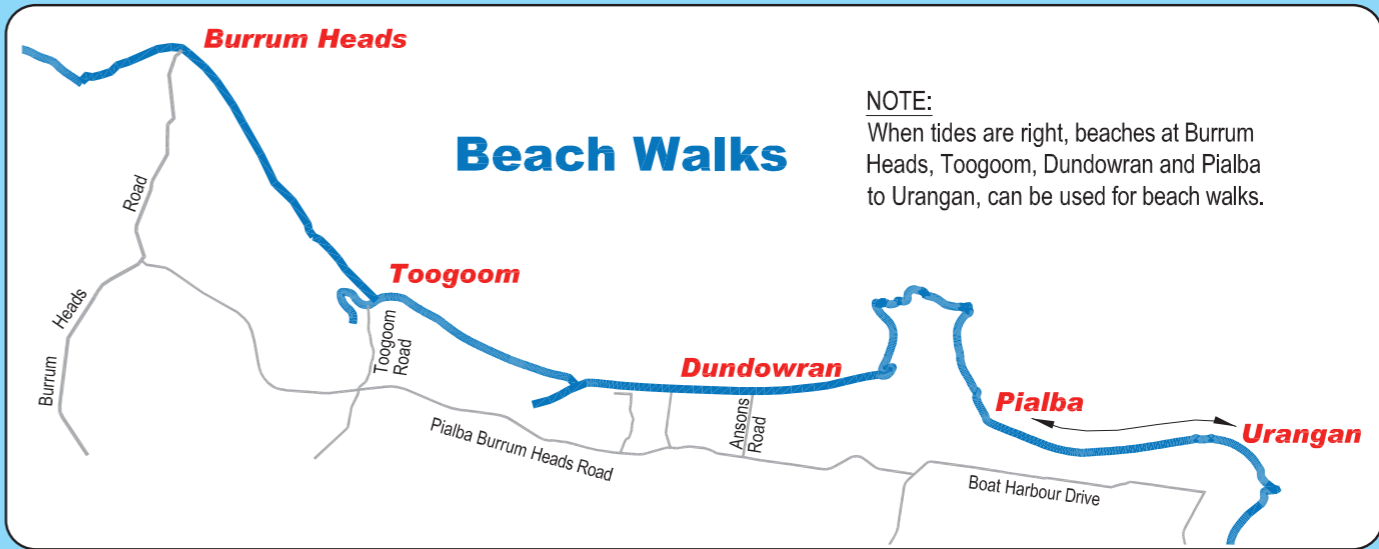 Burrum Heads
Beach Walks
NOTE:
When tides are right, beaches at Burrum
Heads, Toogoom, Dundowran and Pialba
to Urangan, can be used for beach walks.
Road
Heads
Burrum
Toogoom
Toogoom
Road
Dundowran
Ansons
Road
Pialba Burrum Heads Road
Pialba
Urangan
Boat Harbour Drive